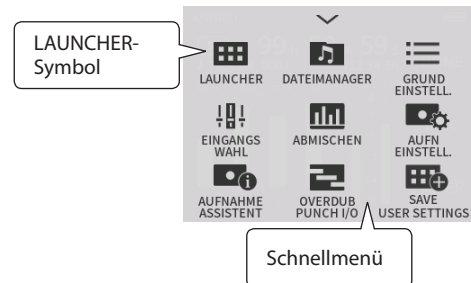 LAUNCHER-
Symbol
LAUNCHER
DATEIMANAGER
GRUND
EINSTELL.
EINGANGS
WAHL
ABMISCHEN
AUFN
EINSTELL.
AUFNAHME
ASSISTENT
OVERDUB
PUNCH I/O
SAVE
USER SETTINGS
Schnellmenü